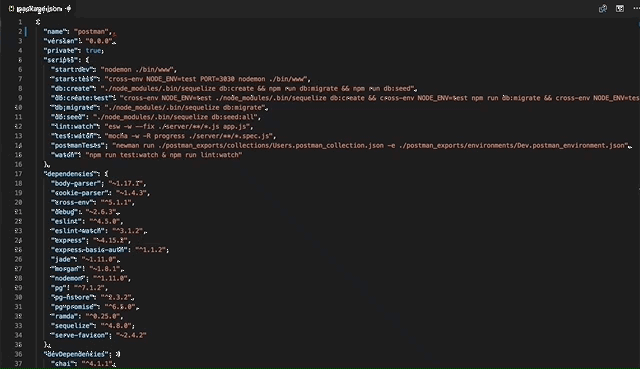 package.json
1 {
2 "name": "postman",
3 "version": "0.0.0",
4 "private": true,
5 "scripts": {
6 "start:dev": "nodemon ./bin/www",
7 "start:test": "cross-env NODE_ENV=test PORT=3030 nodemon ./bin/www",
8 "db:create": "./node_modules/.bin/sequelize db:create && npm run db:migrate && npm run db:seed",
9 "db:create:test": "cross-env NODE_ENV=test ./node_modules/.bin/sequelize db:create && cross-env NODE_ENV=test npm run db:migrate && cross-env NODE_ENV=tes
10 "db:migrate": "./node_modules/.bin/sequelize db:migrate",
11 "db:seed": "./node_modules/.bin/sequelize db:seed:all",
12 "lint:watch": "esw -w --fix ./server/**/*.js app.js",
13 "test:watch": "mocha -w -R progress ./server/**/*.spec.js",
14 "postmanTests": "newman run ./postman_exports/collections/Users.postman_collection.json -e ./postman_exports/environments/Dev.postman_environment.json",
15 "watch": "npm run test:watch & npm run lint:watch"
16 },
17 "dependencies": {
18 "body-parser": "~1.17.1",
19 "cookie-parser": "~1.4.3",
20 "cross-env": "^5.1.1",
21 "debug": "~2.6.3",
22 "eslint": "^4.5.0",
23 "eslint-watch": "^3.1.2",
24 "express": "~4.15.2",
25 "express-basic-auth": "^1.1.2",
26 "jade": "~1.11.0",
27 "morgan": "~1.8.1",
28 "nodemon": "^1.11.0",
29 "pg": "^7.1.2",
30 "pg-hstore": "^2.3.2",
31 "pg-promise": "^6.5.0",
32 "ramda": "^0.25.0",
33 "sequelize": "^4.8.0",
34 "serve-favicon": "~2.4.2"
35 },
36 "devDependencies": {
37 "chai": "^4.1.1",